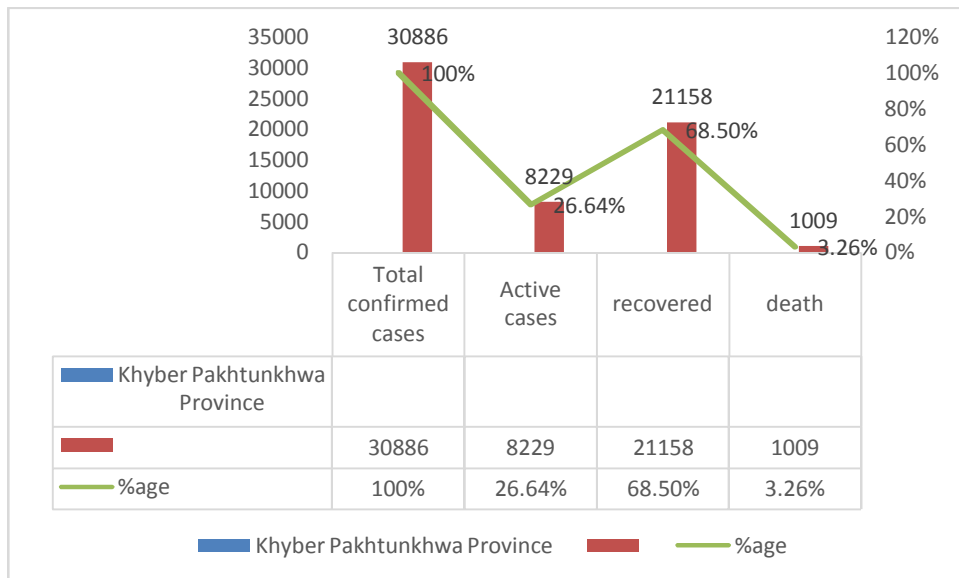 35000
30000
25000
20000
15000
10000
5000
0
30886
100%
8229
26.64%
21158
68.50%
1009
3.26%
120%
100%
80%
60%
40%
20%
0%
Total
confirmed
cases
Active
cases
recovered
death
Khyber Pakhtunkhwa
Province
30886 8229 21158 1009
%age 100% 26.64% 68.50% 3.26%
Khyber Pakhtunkhwa Province %age